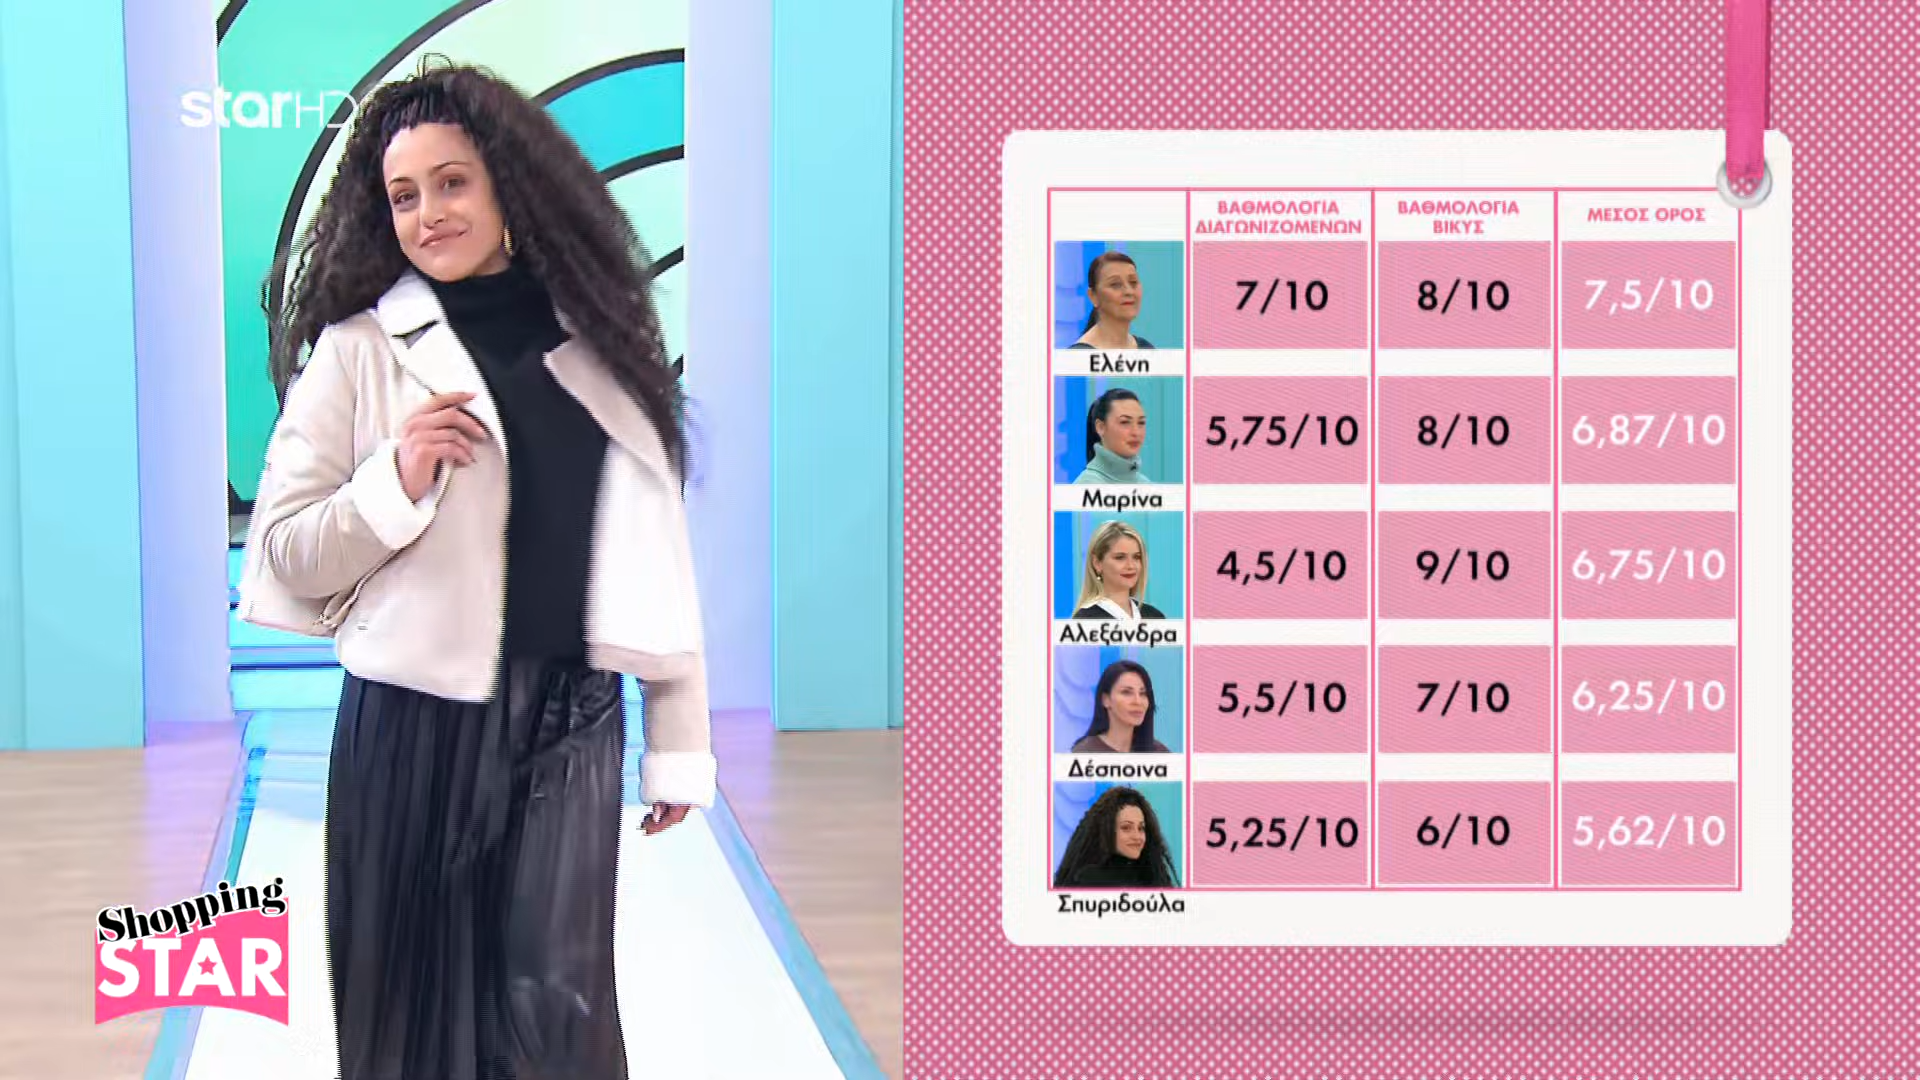 starHD
Shopping
STAR
ΒΑΘΜΟΛΟΓΙΑ
ΔΙΑΓΩΝΙΖΟΜΕΝΩΝ
ΒΑΘΜΟΛΟΓΙΑ
ΒΙΚΥΣ
ΜΕΣΟΣ ΟΡΟΣ
7/10 8/10 7,5/10
Ελένη
5,75/10 8/10 6,87/10
Μαρίνα
4,5/10 9/10 6,75/10
Αλεξάνδρα
5,5/10 7/10 6,25/10
Δέσποινα
5,25/10 6/10 5,62/10
Σπυριδούλα